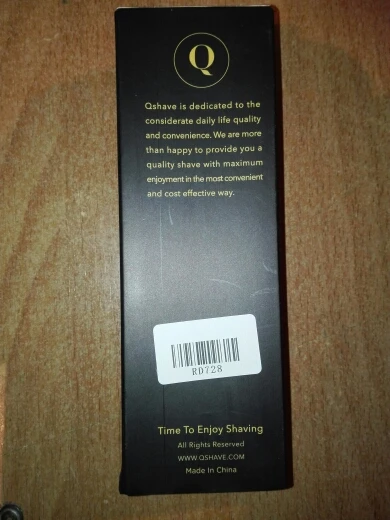 Q
Qshave is dedicated to the
considerate daily life quality
and convenience. We are more
than happy to provide you a
quality shave with maximum
enjoyment in the most convenient
and cost effective way.
RD728
Time To Enjoy Shaving
All Rights Reserved
WWW.QSHAVE.COM
Made In China